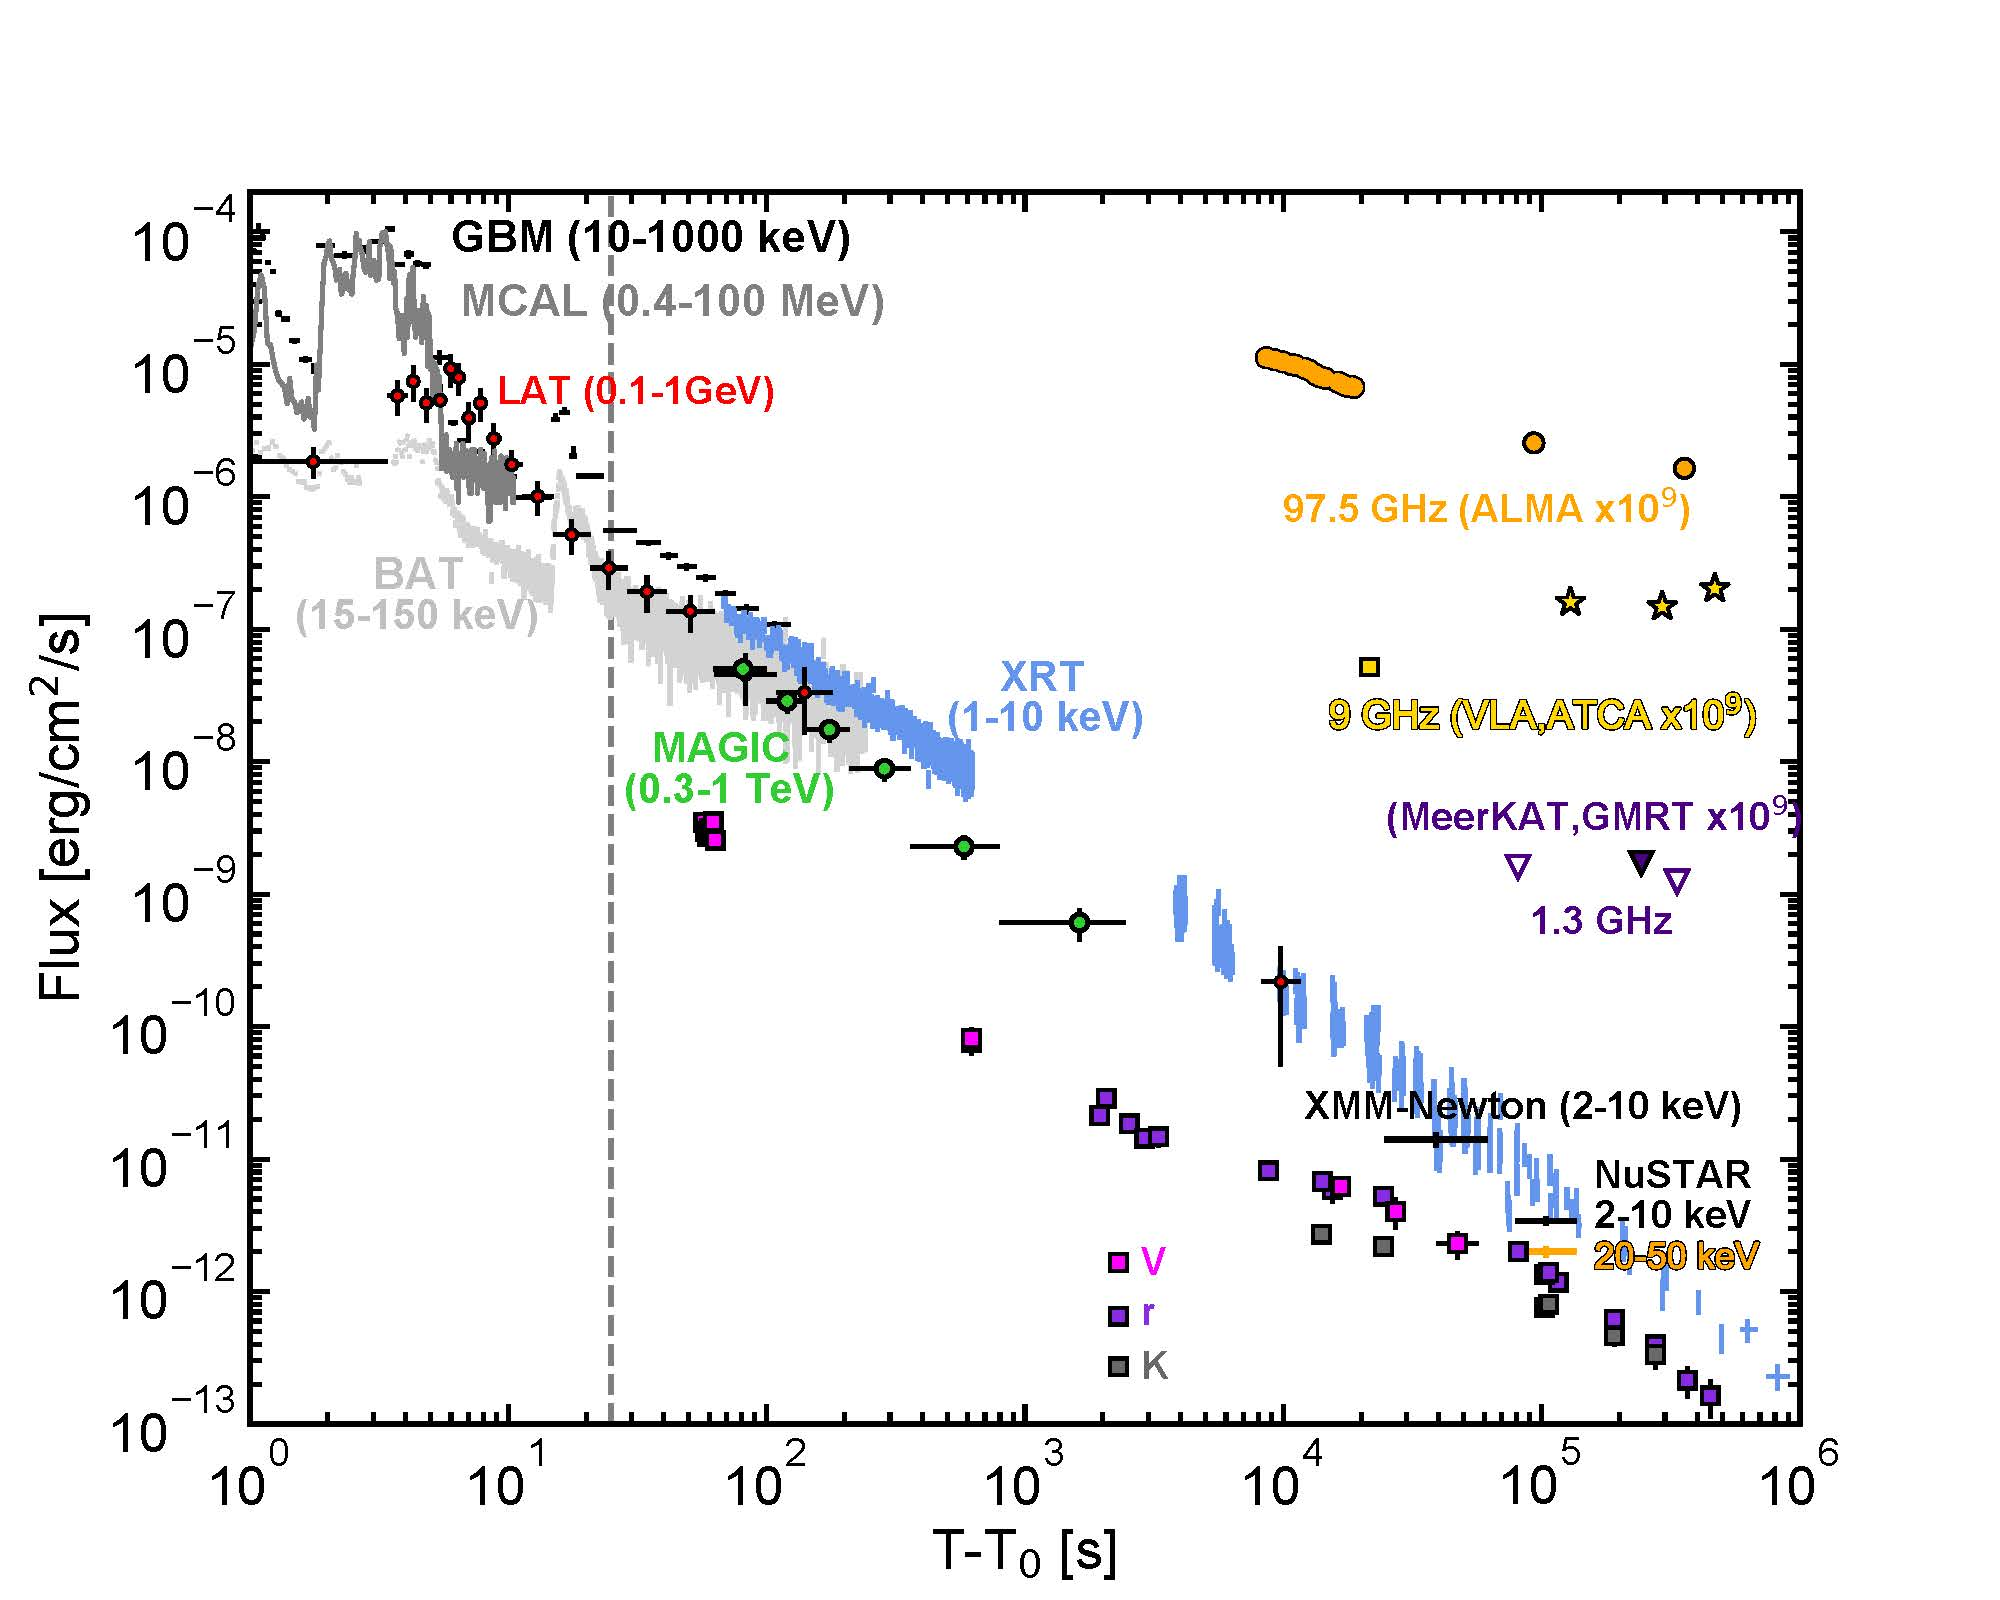 10⁻⁴
GBM (10-1000 keV)
MCAL (0.4-100 MeV)
10⁻⁵
LAT (0.1-1GeV)
10⁻⁶
97.5 GHz (ALMA x10⁹)
BAT
(15-150 keV)
10⁻⁷
XRT
(1-10 keV)
9 GHz (VLA,ATCA x10⁹)
10⁻⁸
MAGIC
(0.3-1 TeV)
(MeerKAT,GMRT x10⁹)
10⁻⁹
1.3 GHz
10⁻¹⁰
XMM-Newton (2-10 keV)
10⁻¹¹
NuSTAR
2-10 keV
20-50 keV
10⁻¹²
V
r
K
10⁻¹³
Flux [erg/cm²/s]
10⁰ 10¹ 10² 10³ 10⁴ 10⁵ 10⁶
T-T₀ [s]